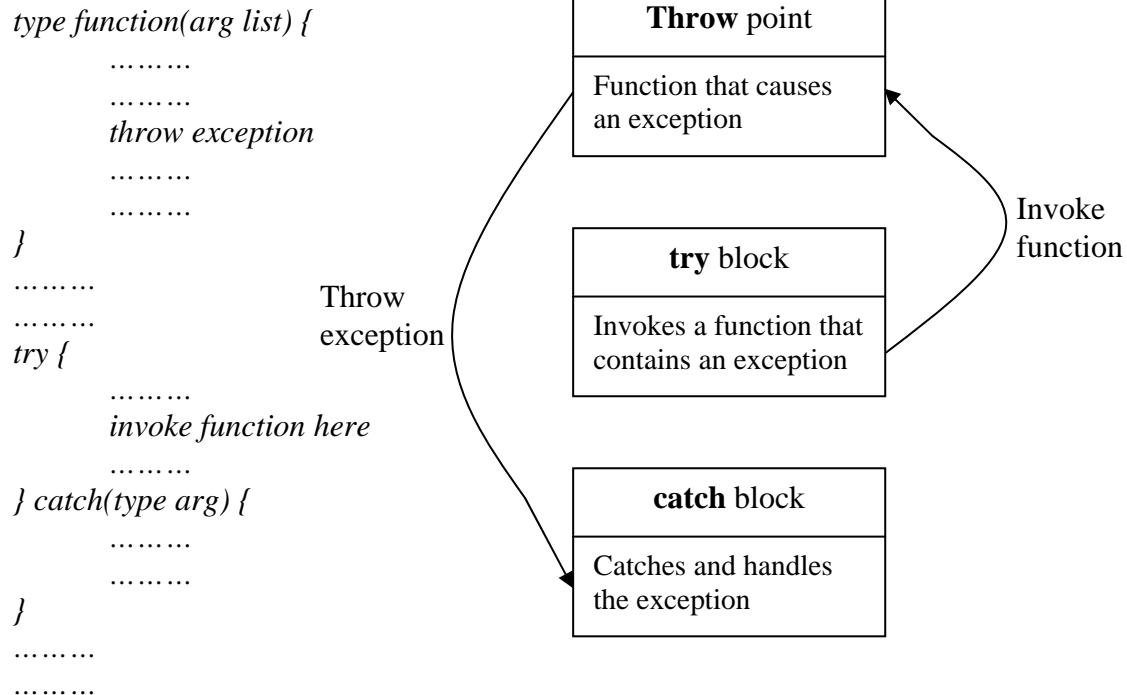 type function(arg list) {
………
………
throw exception
………
………
}
………
………
try {
………
invoke function here
………
} catch(type arg) {
………
………
}
………
………
Throw point
Function that causes
an exception
Invoke
function
try block
Invokes a function that
contains an exception
Throw
exception
catch block
Catches and handles
the exception